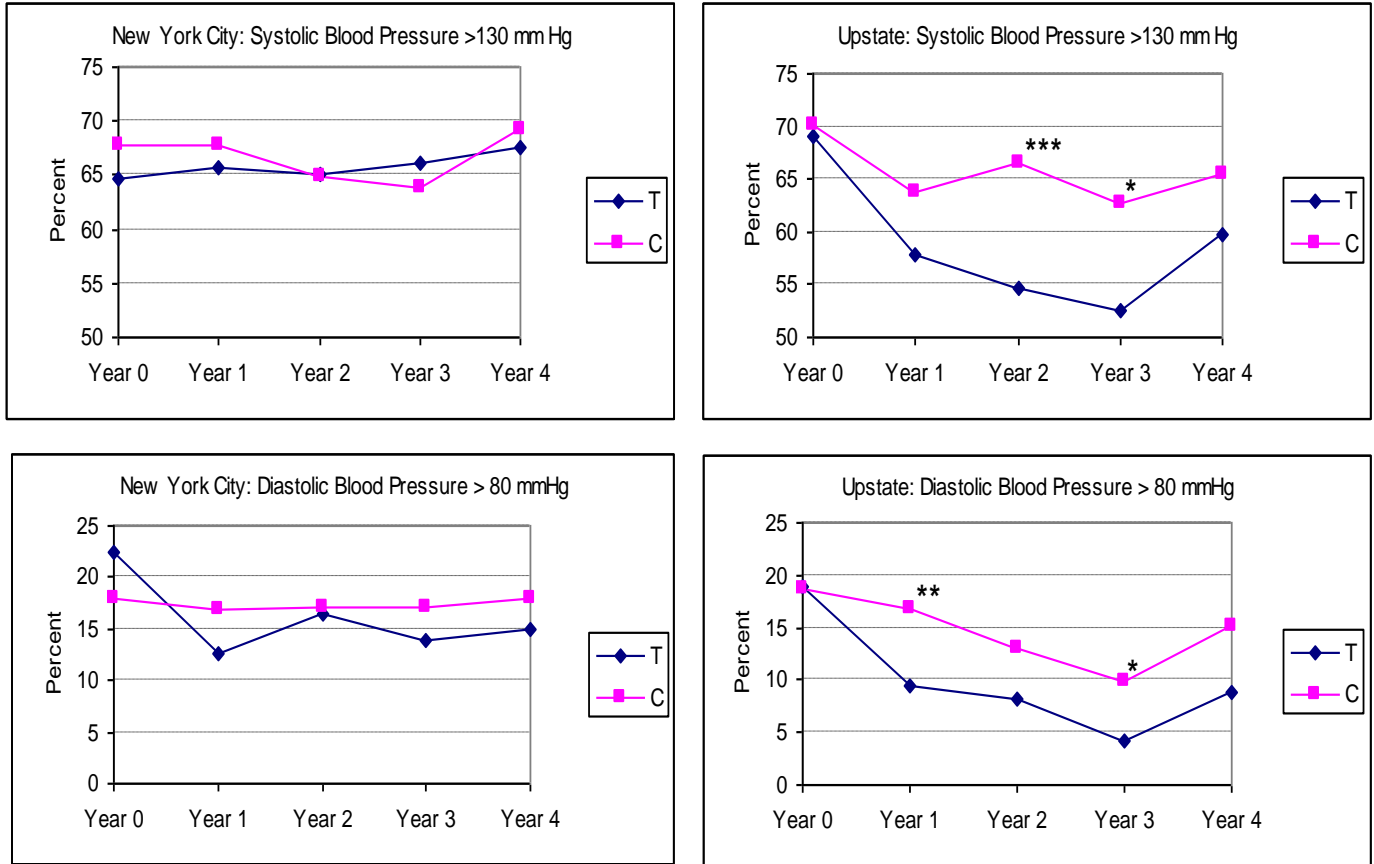 New York City: Systolic Blood Pressure >130 mm Hg
75
70
65
60
55
50
Percent
Year 0 Year 1 Year 2 Year 3 Year 4
T
C
Upstate: Systolic Blood Pressure >130 mm Hg
75
70
65
60
55
50
Percent
***
*
Year 0 Year 1 Year 2 Year 3 Year 4
T
C
New York City: Diastolic Blood Pressure > 80 mmHg
25
20
15
10
5
0
Percent
Year 0 Year 1 Year 2 Year 3 Year 4
T
C
Upstate: Diastolic Blood Pressure > 80 mmHg
25
20
15
10
5
0
Percent
**
*
Year 0 Year 1 Year 2 Year 3 Year 4
T
C